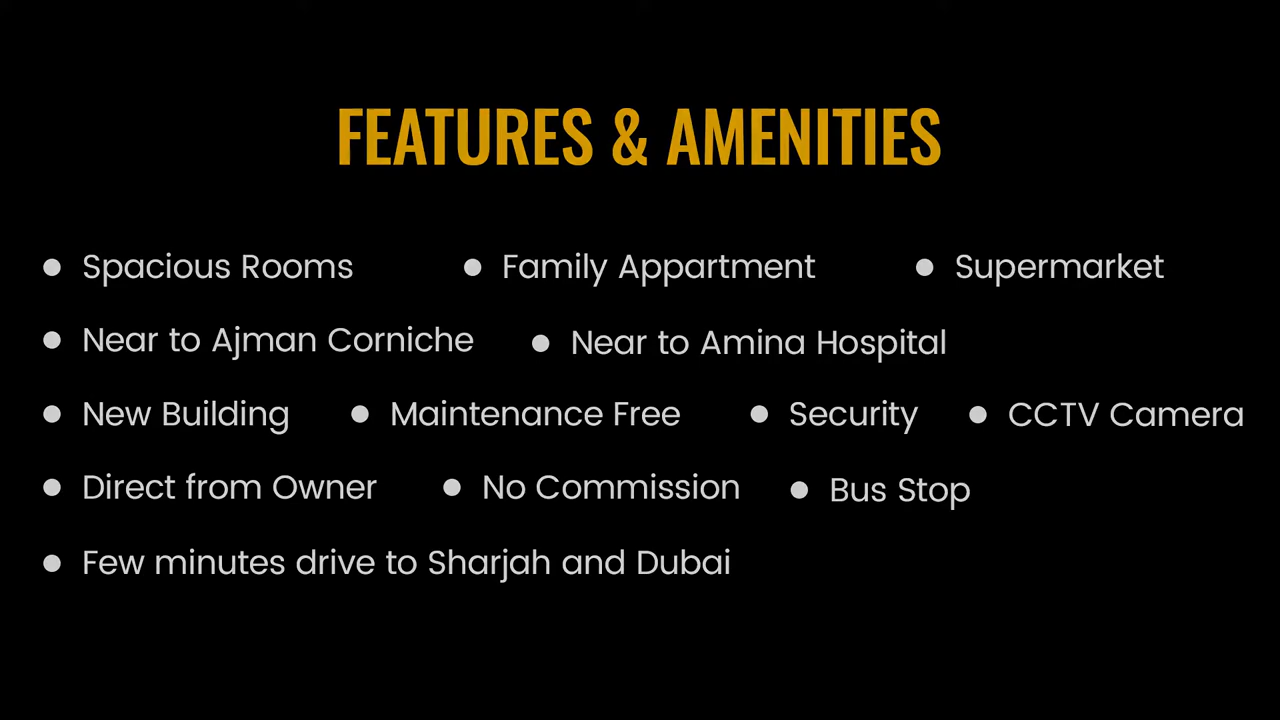 FEATURES & AMENITIES
● Spacious Rooms ● Family Appartment ● Supermarket
● Near to Ajman Corniche ● Near to Amina Hospital
● New Building ● Maintenance Free ● Security ● CCTV Camera
● Direct from Owner ● No Commission ● Bus Stop
● Few minutes drive to Sharjah and Dubai